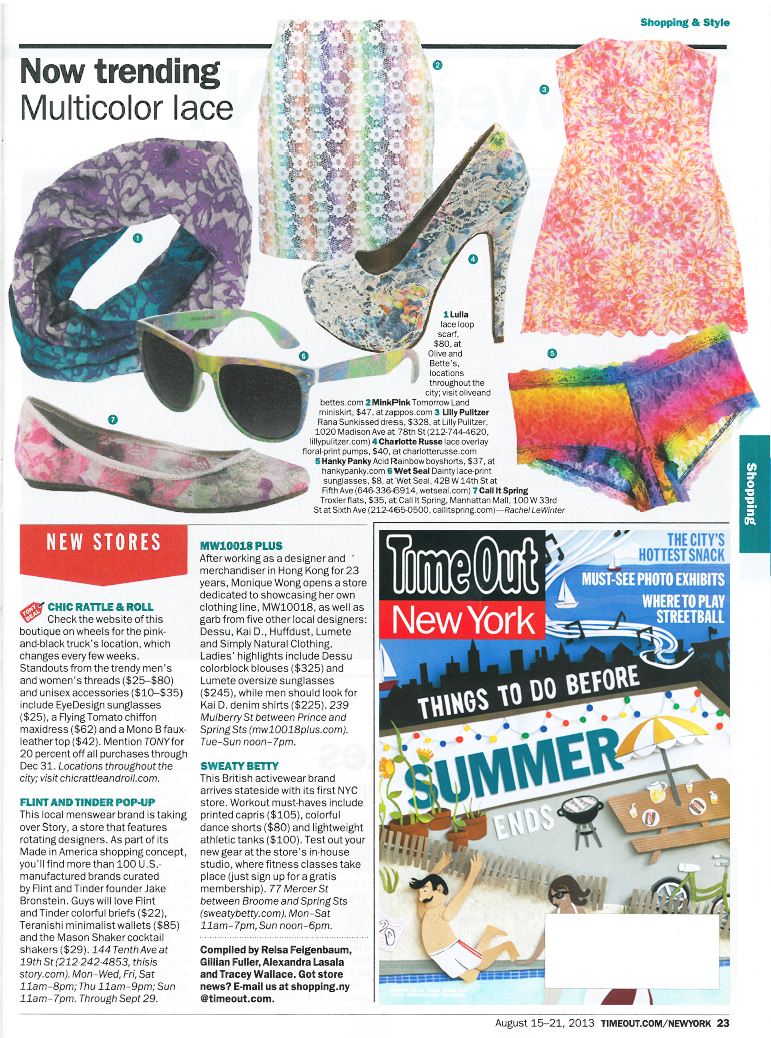 Shopping & Style
Now trending
Multicolor lace
2
3
1
4
6
5
7
1 Lulla
lace loop
scarf,
$80, at
Olive and
Bette's,
locations
throughout the
city; visit oliveand
bettes.com 2 MinkPink Tomorrow Land
miniskirt, $47, at zappos.com 3 Lilly Pulitzer
Rana Sunkissed dress, $328, at Lilly Pulitzer,
1020 Madison Ave at 78th St (212-744-4620,
lillypulitzer.com) 4 Charlotte Russe lace overlay
floral-print pumps, $40, at charlotterusse.com
5 Hanky Panky Acid Rainbow boyshorts, $37, at
hankypanky.com 6 Wet Seal Dainty lace-print
sunglasses, $8, at Wet Seal, 42B W 14th St at
Fifth Ave (646-336-6914, wetseal.com) 7 Call It Spring
Troxler flats, $35, at Call It Spring, Manhattan Mall, 100 W 33rd
St at Sixth Ave (212-465-0500, callitspring.com)—Rachel LeWinter
Shopping
NEW STORES
TONY DEAL
CHIC RATTLE & ROLL
Check the website of this
boutique on wheels for the pink-
and-black truck's location, which
changes every few weeks.
Standouts from the trendy men's
and women's threads ($25–$80)
and unisex accessories ($10–$35)
include EyeDesign sunglasses
($25), a Flying Tomato chiffon
maxidress ($62) and a Mono B faux-
leather top ($42). Mention TONY for
20 percent off all purchases through
Dec 31. Locations throughout the
city; visit chicrattleandroll.com.
FLINT AND TINDER POP-UP
This local menswear brand is taking
over Story, a store that features
rotating designers. As part of its
Made in America shopping concept,
you'll find more than 100 U.S.-
manufactured brands curated
by Flint and Tinder founder Jake
Bronstein. Guys will love Flint
and Tinder colorful briefs ($22),
Teranishi minimalist wallets ($85)
and the Mason Shaker cocktail
shakers ($29). 144 Tenth Ave at
19th St (212-242-4853, thisis
story.com). Mon–Wed, Fri, Sat
11am–8pm; Thu 11am–9pm; Sun
11am–7pm. Through Sept 29.
MW10018 PLUS
After working as a designer and
merchandiser in Hong Kong for 23
years, Monique Wong opens a store
dedicated to showcasing her own
clothing line, MW10018, as well as
garb from five other local designers:
Dessu, Kai D., Huffdust, Lumete
and Simply Natural Clothing.
Ladies' highlights include Dessu
colorblock blouses ($325) and
Lumete oversize sunglasses
($245), while men should look for
Kai D. denim shirts ($225). 239
Mulberry St between Prince and
Spring Sts (mw10018plus.com).
Tue–Sun noon–7pm.
SWEATY BETTY
This British activewear brand
arrives stateside with its first NYC
store. Workout must-haves include
printed capris ($105), colorful
dance shorts ($80) and lightweight
athletic tanks ($100). Test out your
new gear at the store's in-house
studio, where fitness classes take
place (just sign up for a gratis
membership). 77 Mercer St
between Broome and Spring Sts
(sweatybetty.com). Mon–Sat
11am–7pm, Sun noon–6pm.
Compiled by Reisa Feigenbaum,
Gillian Fuller, Alexandra Lasala
and Tracey Wallace. Got store
news? E-mail us at shopping.ny
@timeout.com.
Time Out
New York
THE CITY'S
HOTTEST SNACK
MUST-SEE PHOTO EXHIBITS
WHERE TO PLAY
STREETBALL
THINGS TO DO BEFORE
SUMMER
ENDS
August 15–21, 2013 TIMEOUT.COM/NEWYORK 23